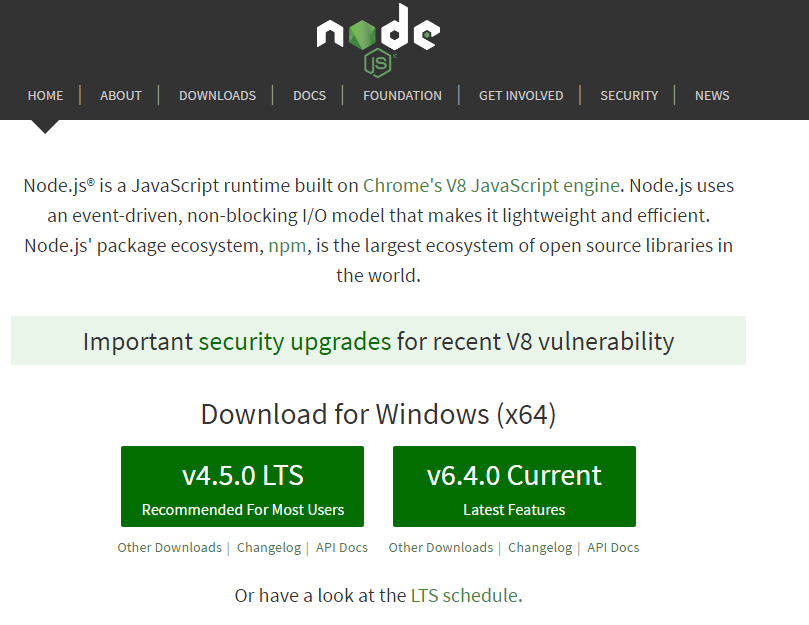 node
JS®
HOME | ABOUT | DOWNLOADS | DOCS | FOUNDATION | GET INVOLVED | SECURITY | NEWS
Node.js® is a JavaScript runtime built on Chrome's V8 JavaScript engine. Node.js uses
an event-driven, non-blocking I/O model that makes it lightweight and efficient.
Node.js' package ecosystem, npm, is the largest ecosystem of open source libraries in
the world.
Important security upgrades for recent V8 vulnerability
Download for Windows (x64)
v4.5.0 LTS
Recommended For Most Users
v6.4.0 Current
Latest Features
Other Downloads | Changelog | API Docs
Other Downloads | Changelog | API Docs
Or have a look at the LTS schedule.